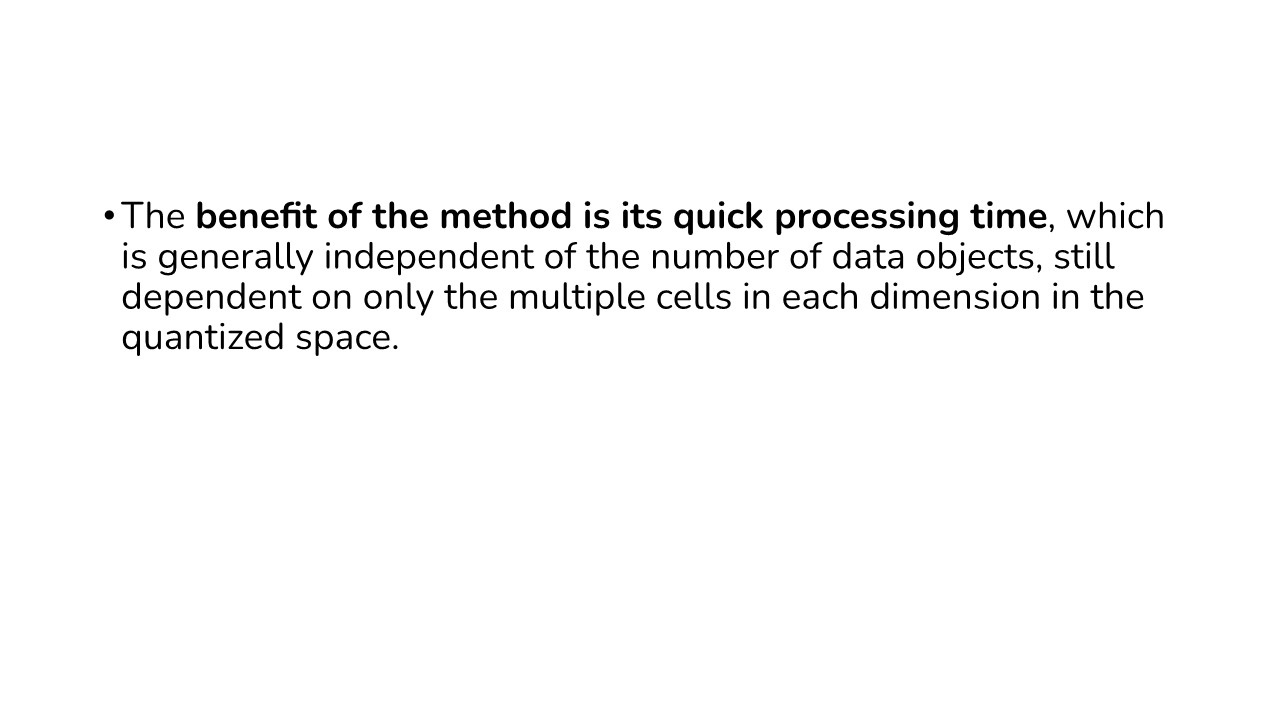 • The benefit of the method is its quick processing time, which
is generally independent of the number of data objects, still
dependent on only the multiple cells in each dimension in the
quantized space.